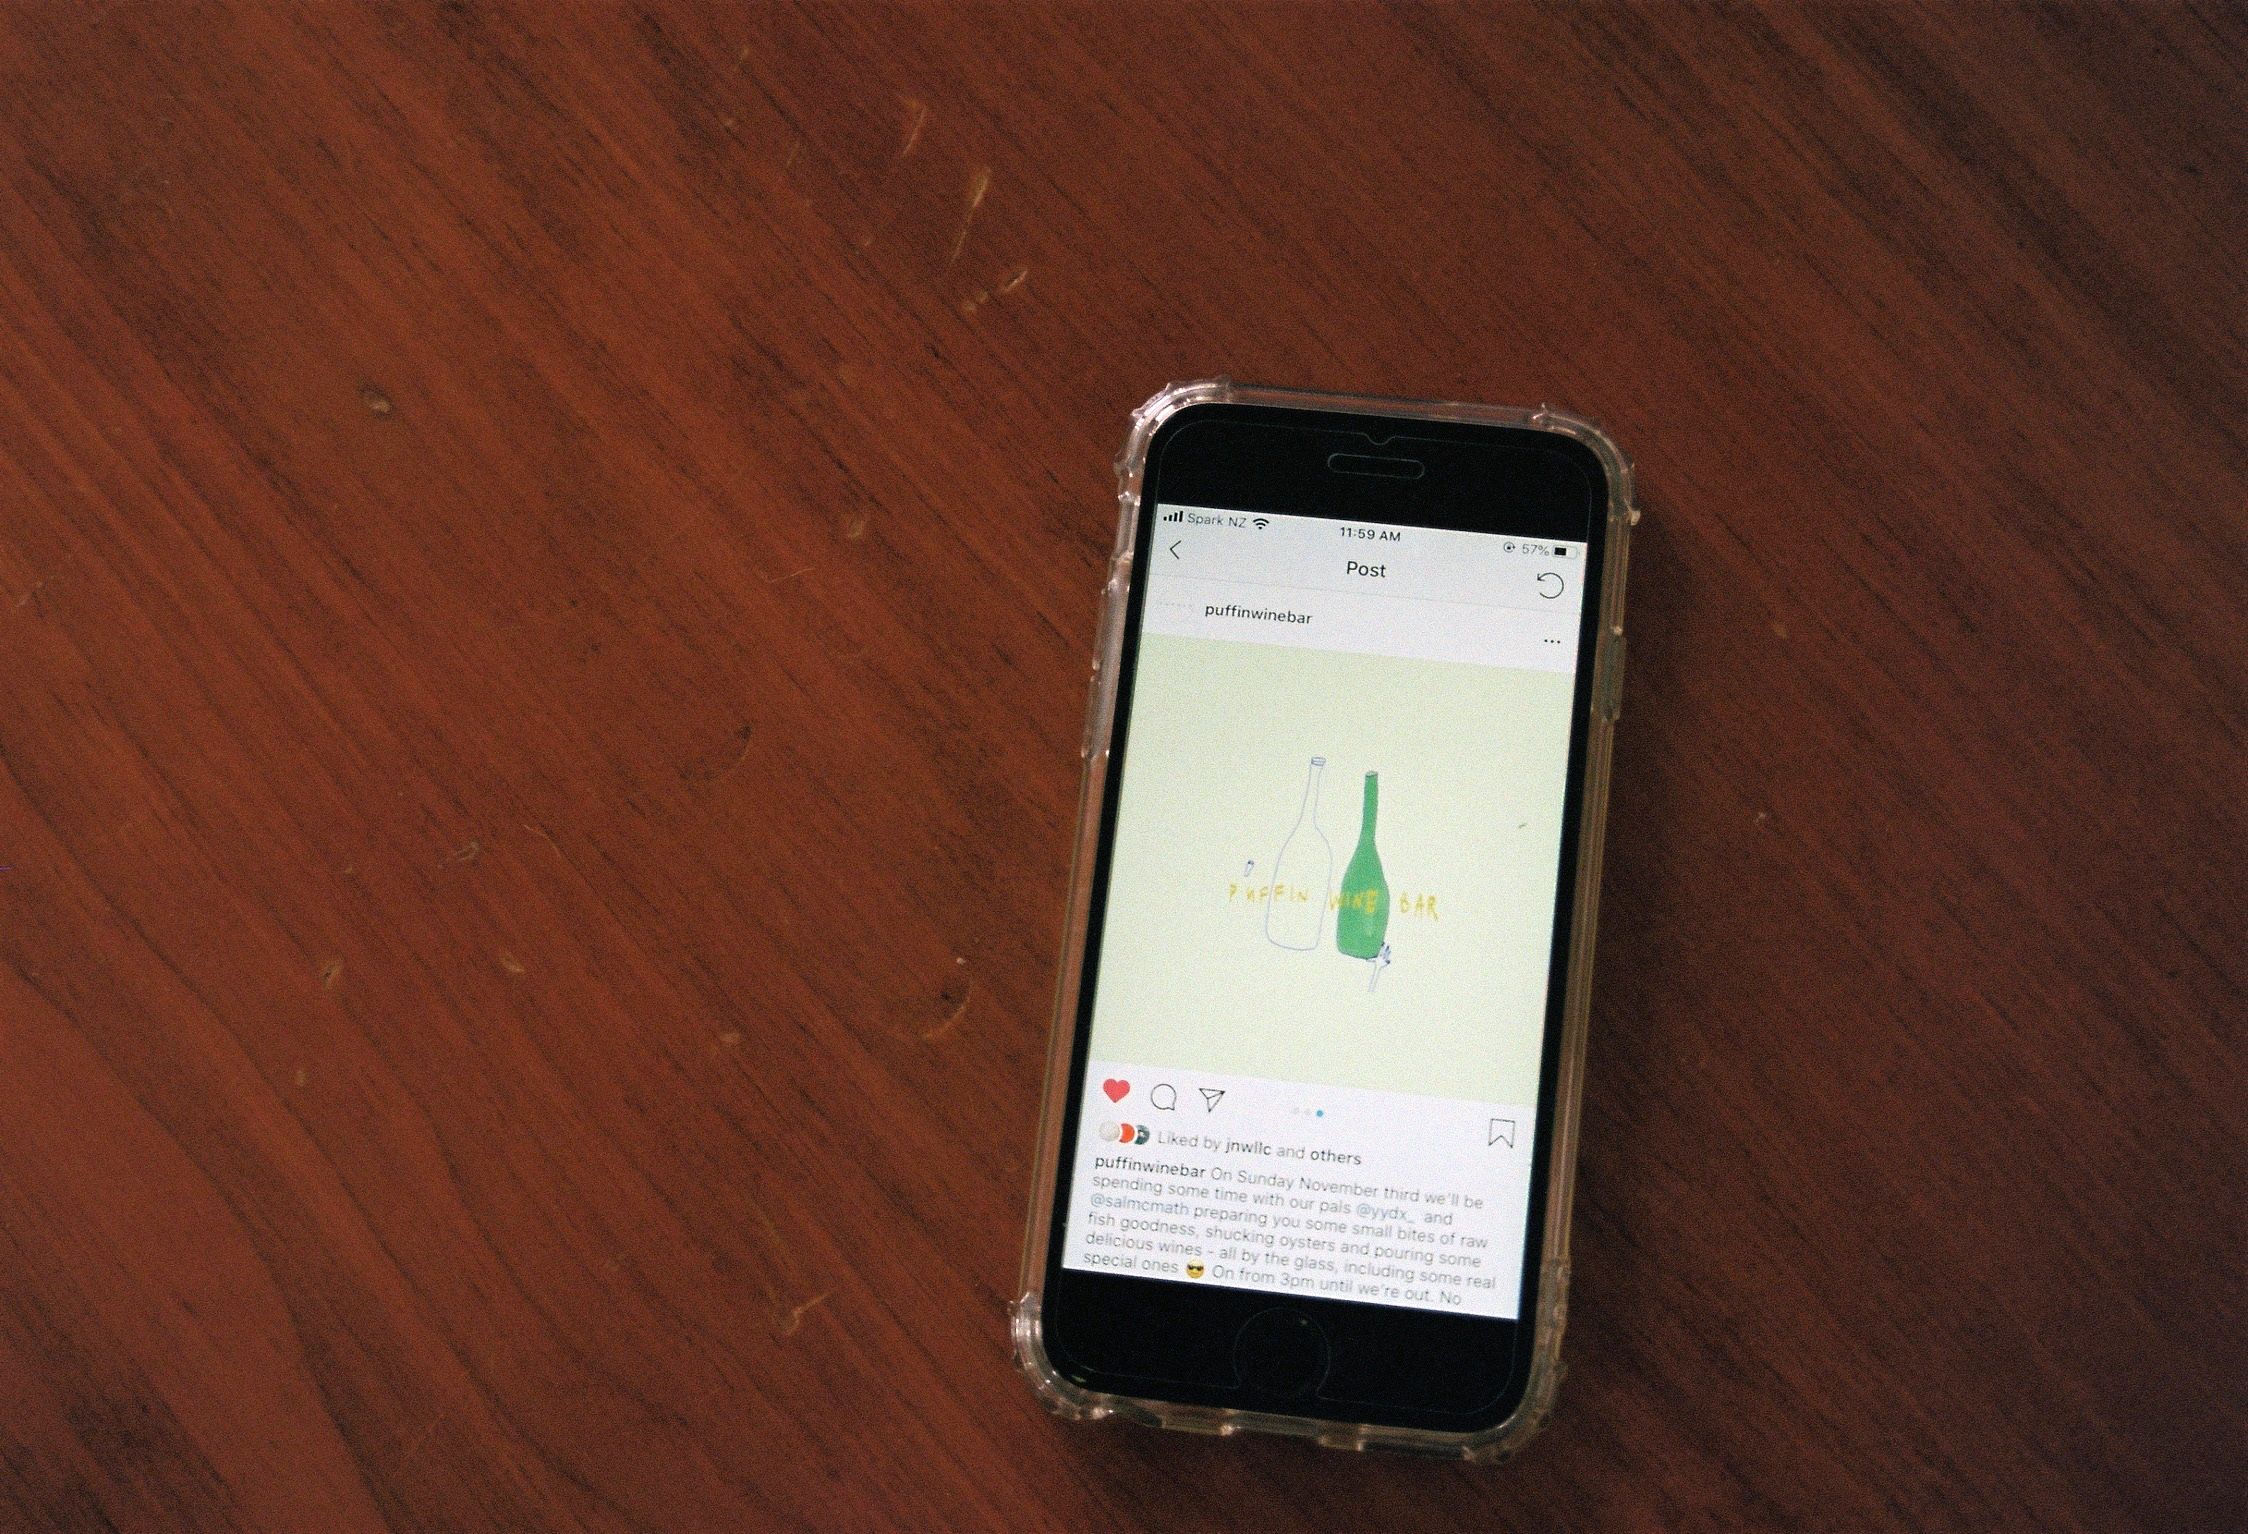 Spark NZ 11:59 AM 57%
Post
puffinwinebar
PUFFIN WINE BAR
Liked by jnwllc and others
puffinwinebar On Sunday November third we'll be
spending some time with our pals @yydx_ and
@salmcmath preparing you some small bites of raw
fish goodness, shucking oysters and pouring some
delicious wines - all by the glass, including some real
special ones 😎 On from 3pm until we're out. No